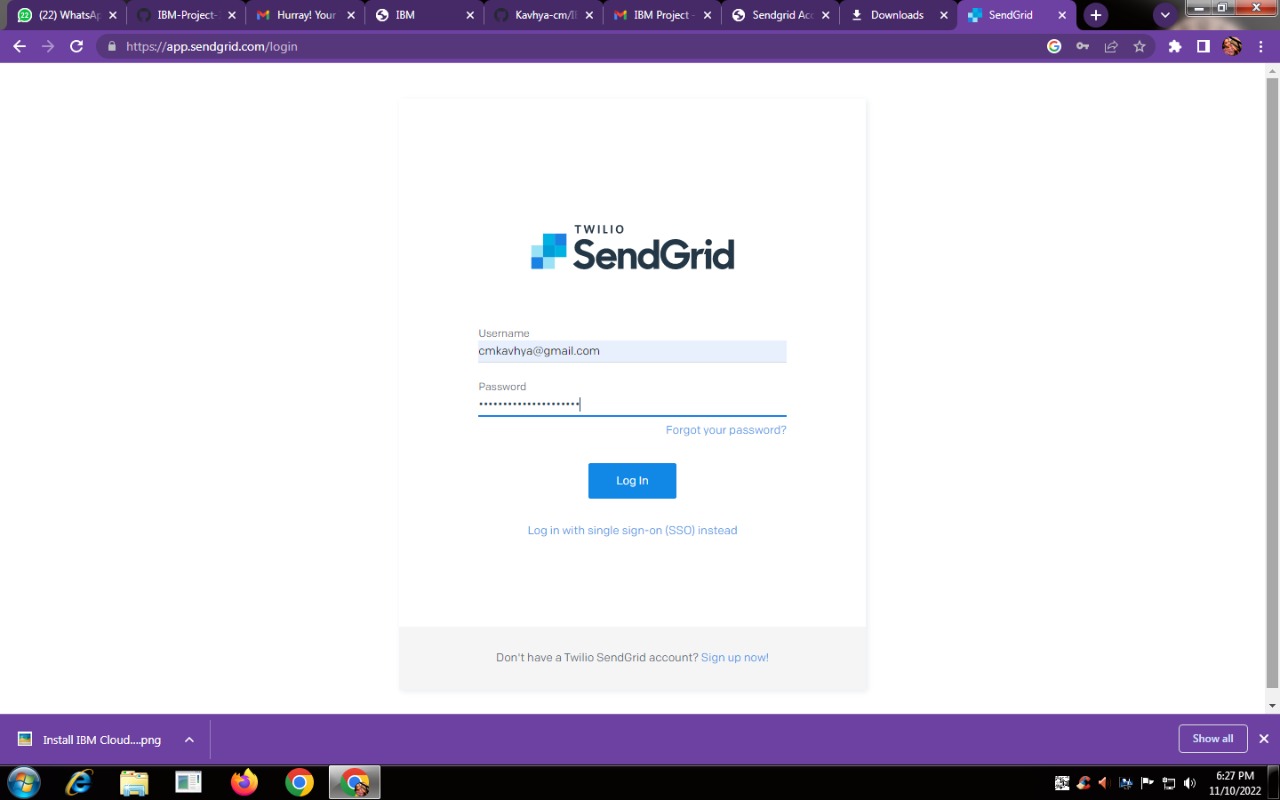 (22) WhatsA
IBM-Project-
Hurray! Your
IBM
Kavhya-cm/I
IBM Project -
Sendgrid Acc
Downloads
SendGrid
https://app.sendgrid.com/login
TWILIO
SendGrid
Username
cmkavhya@gmail.com
Password
Forgot your password?
Log In
Log in with single sign-on (SSO) instead
Don't have a Twilio SendGrid account? Sign up now!
Install IBM Cloud....png
Show all
6:27 PM
11/10/2022